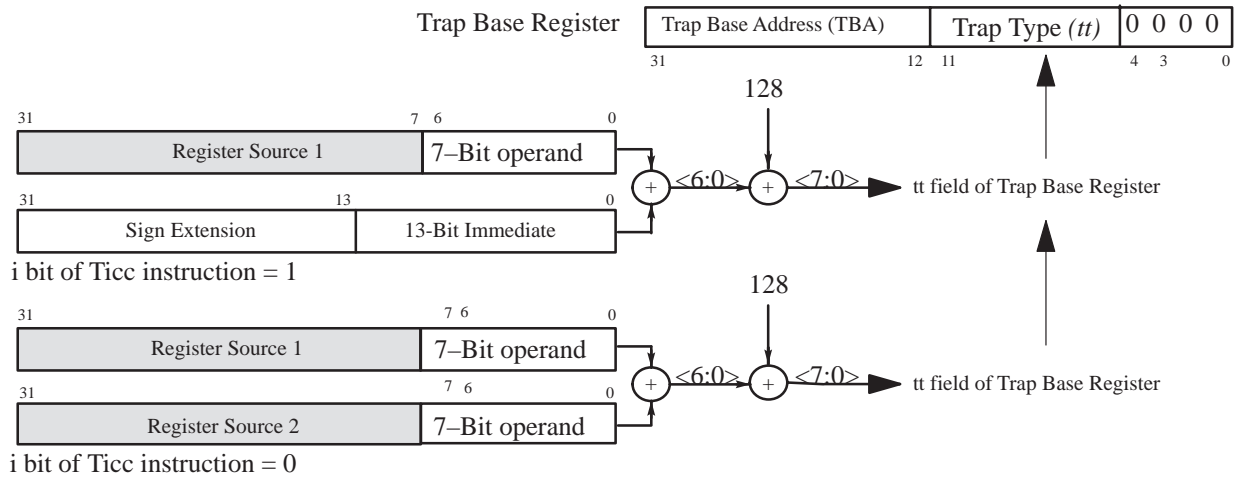 Trap Base Register
Trap Base Address (TBA) Trap Type (tt) 0 0 0 0
31 12 11 4 3 0
128
31 7 6 0
Register Source 1 7–Bit operand
+ <6:0> + <7:0> tt field of Trap Base Register
31 13 0
Sign Extension 13-Bit Immediate
i bit of Ticc instruction = 1
128
31 7 6 0
Register Source 1 7–Bit operand
+ <6:0> + <7:0> tt field of Trap Base Register
31 7 6 0
Register Source 2 7–Bit operand
i bit of Ticc instruction = 0